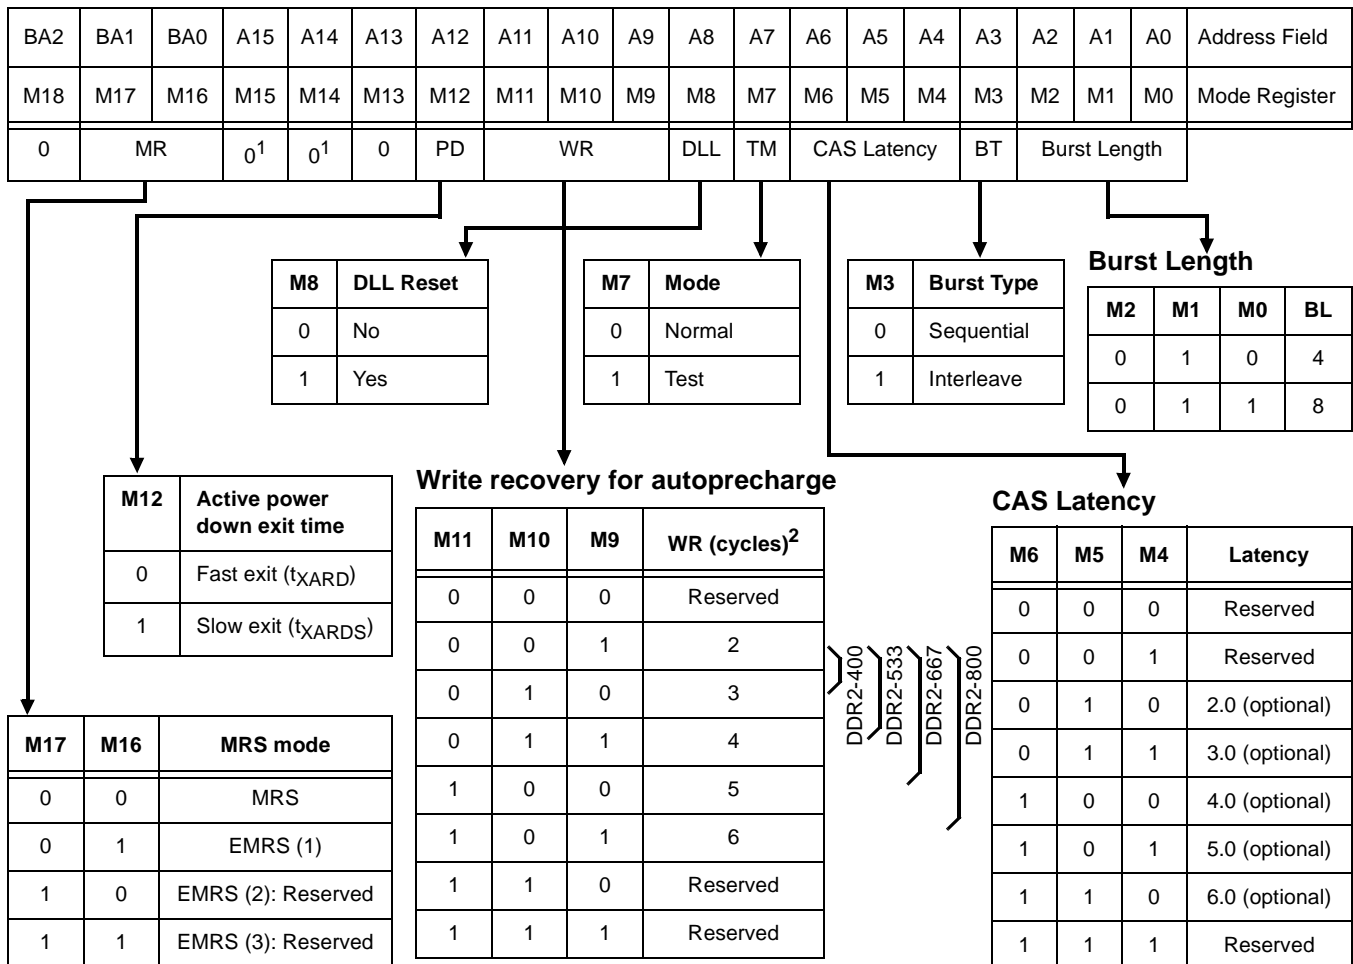 BA2 BA1 BA0 A15 A14 A13 A12 A11 A10 A9 A8 A7 A6 A5 A4 A3 A2 A1 A0 Address Field
M18 M17 M16 M15 M14 M13 M12 M11 M10 M9 M8 M7 M6 M5 M4 M3 M2 M1 M0 Mode Register
0 MR 0¹ 0¹ 0 PD WR DLL TM CAS Latency BT Burst Length
M8 DLL Reset
0 No
1 Yes
M7 Mode
0 Normal
1 Test
M3 Burst Type
0 Sequential
1 Interleave
Burst Length
M2 M1 M0 BL
0 1 0 4
0 1 1 8
M12 Active power
down exit time
0 Fast exit (tXARD)
1 Slow exit (tXARDS)
Write recovery for autoprecharge
M11 M10 M9 WR (cycles)²
0 0 0 Reserved
0 0 1 2
0 1 0 3
0 1 1 4
1 0 0 5
1 0 1 6
1 1 0 Reserved
1 1 1 Reserved
DDR2-400
DDR2-533
DDR2-667
DDR2-800
CAS Latency
M6 M5 M4 Latency
0 0 0 Reserved
0 0 1 Reserved
0 1 0 2.0 (optional)
0 1 1 3.0 (optional)
1 0 0 4.0 (optional)
1 0 1 5.0 (optional)
1 1 0 6.0 (optional)
1 1 1 Reserved
M17 M16 MRS mode
0 0 MRS
0 1 EMRS (1)
1 0 EMRS (2): Reserved
1 1 EMRS (3): Reserved